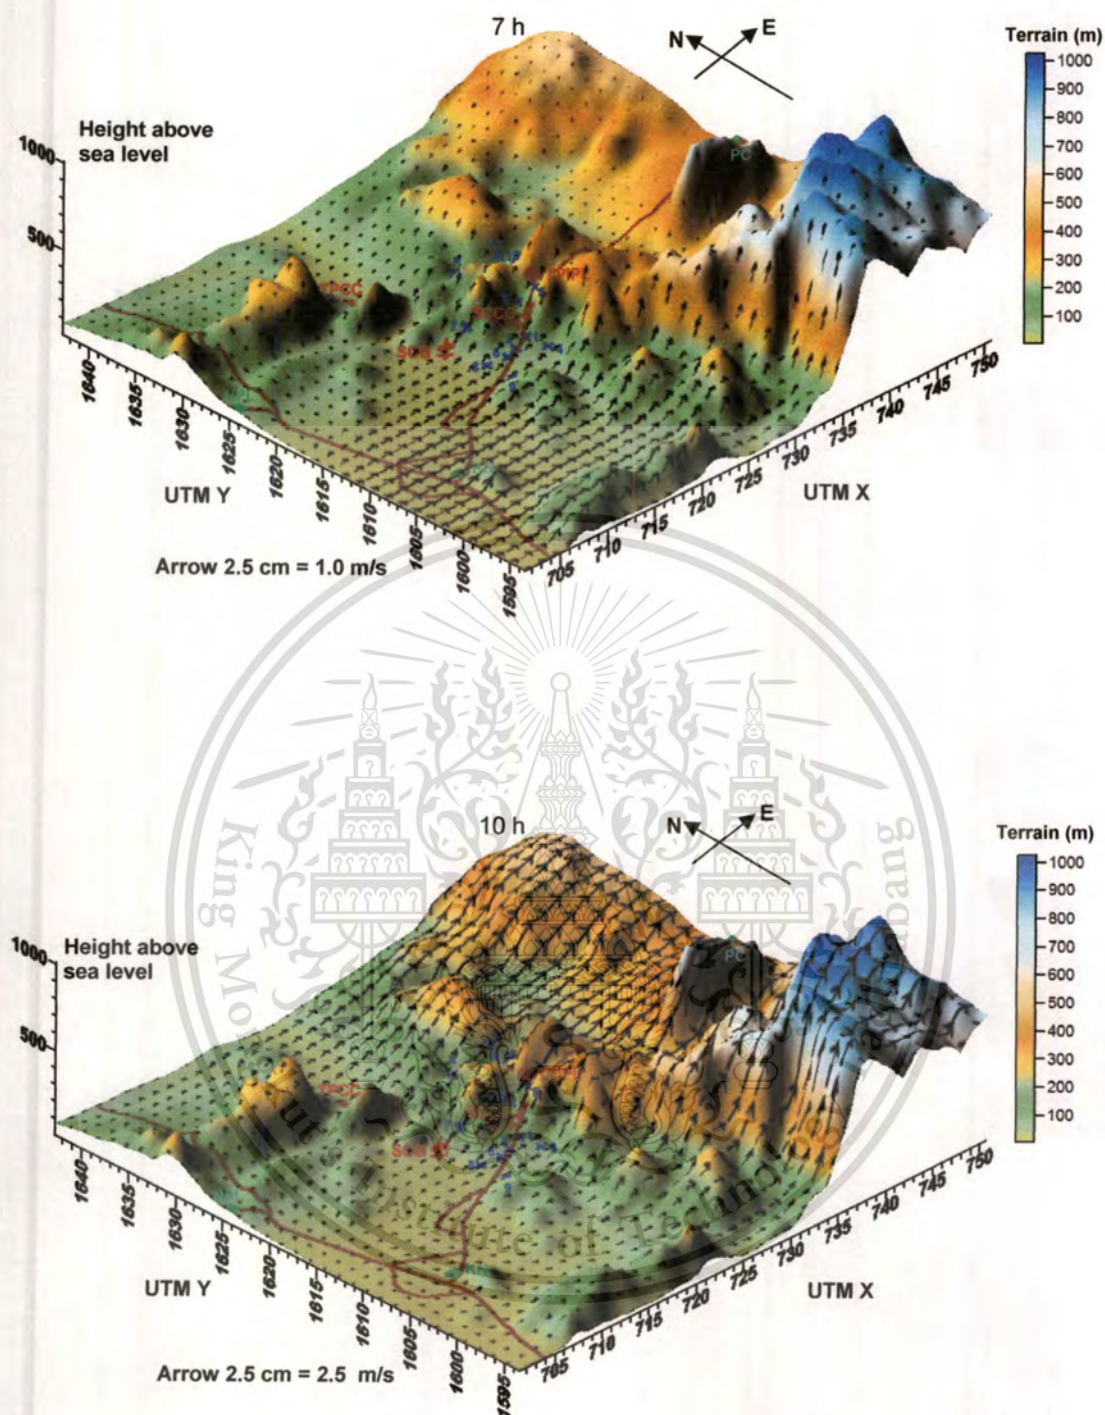 7 h
N
E
Terrain (m)
1000
900
800
700
600
500
400
300
200
100
Height above
sea level
1000
500
PC
TPCC
SCCC
SCG
1640
1635
1630
1625
1620
1615
1610
1605
1600
1595
UTM Y
705
710
715
720
725
730
735
740
745
750
UTM X
Arrow 2.5 cm = 1.0 m/s
King Mongkut's Institute of Technology Ladkrabang
10 h
N
E
Terrain (m)
1000
900
800
700
600
500
400
300
200
100
Height above
sea level
1000
500
PC
TPCC
SCG
1640
1635
1630
1625
1620
1615
1610
1605
1600
1595
UTM Y
705
710
715
720
725
730
735
740
745
750
UTM X
Arrow 2.5 cm = 2.5 m/s